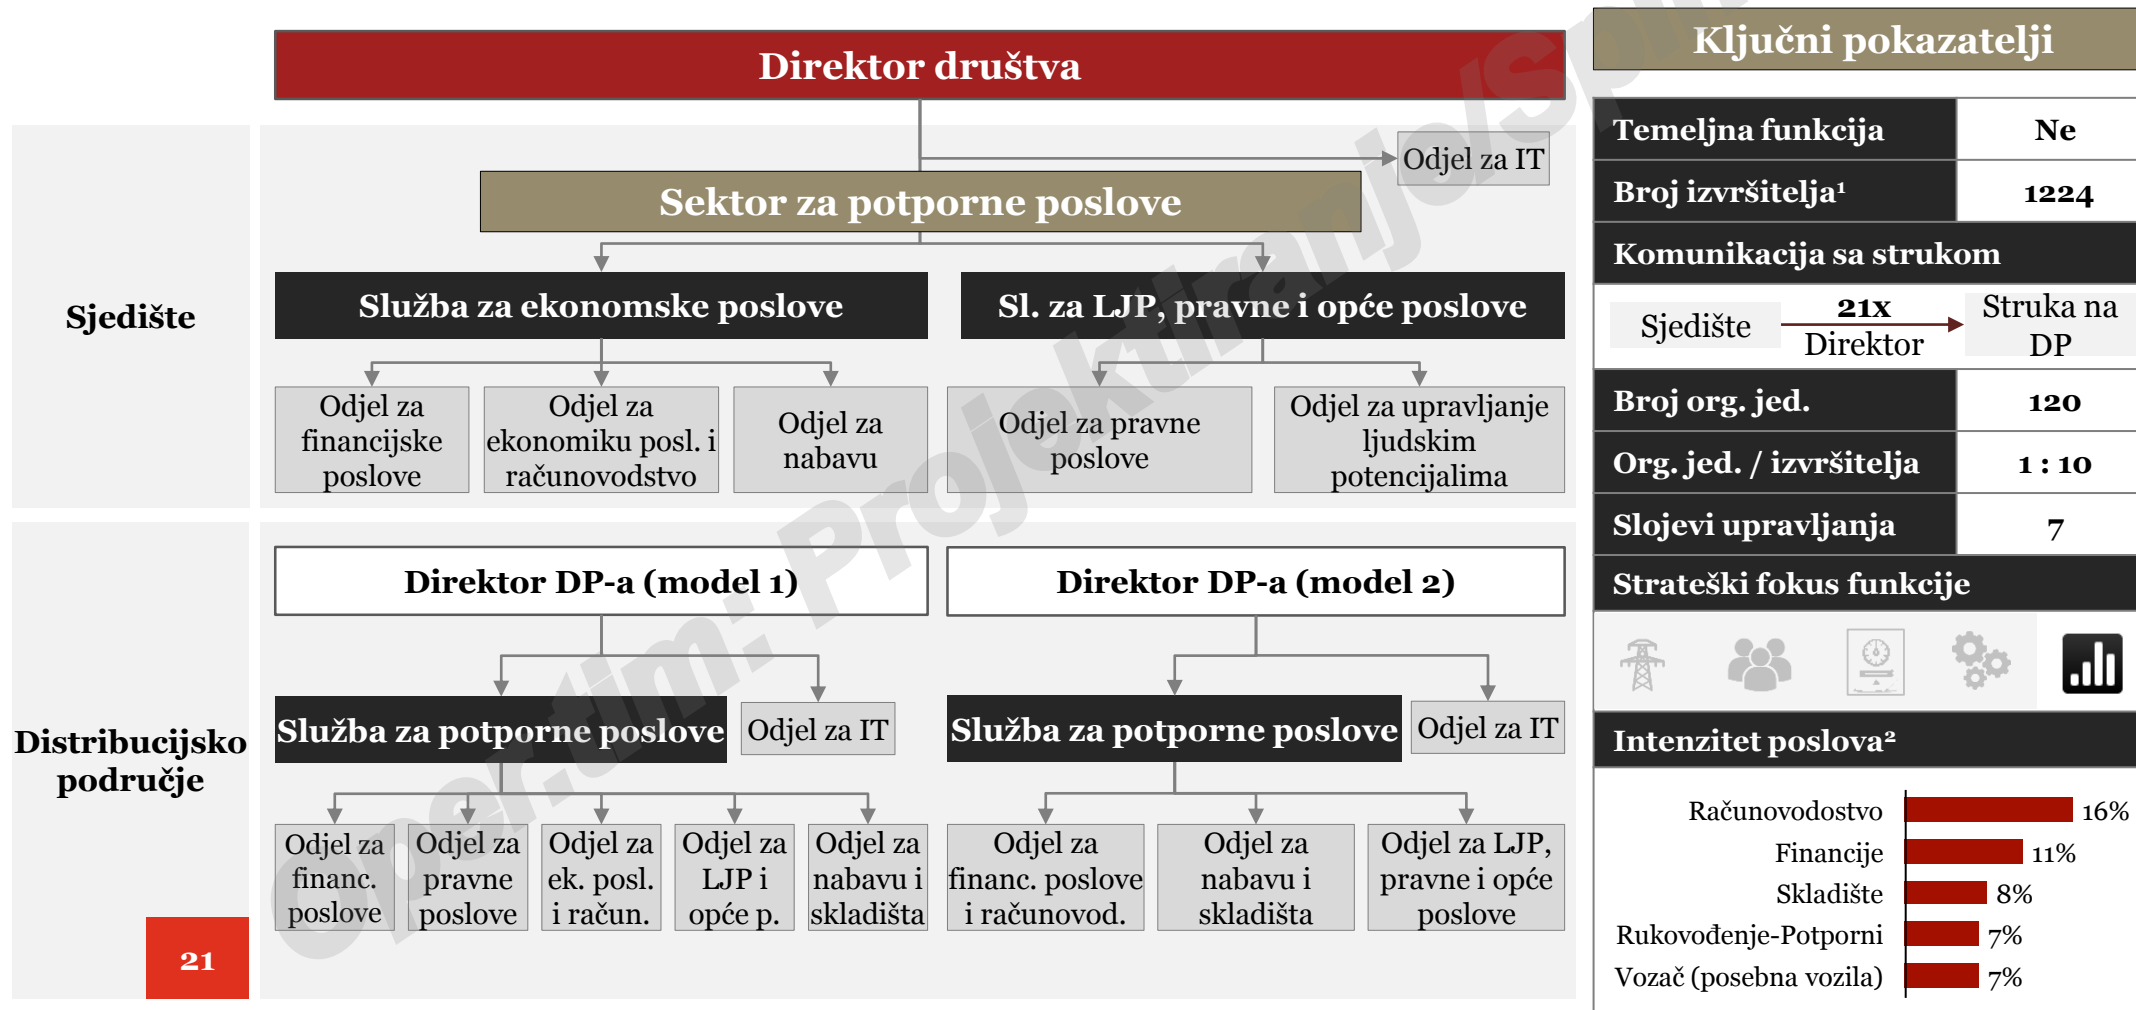 Direktor društva
Sjedište
Odjel za IT
Sektor za potporne poslove
Služba za ekonomske poslove
Sl. za LJP, pravne i opće poslove
Odjel za
financijske
poslove
Odjel za
ekonomiku posl. i
računovodstvo
Odjel za
nabavu
Odjel za pravne
poslove
Odjel za upravljanje
ljudskim
potencijalima
Distribucijsko
područje
21
Direktor DP-a (model 1)
Služba za potporne poslove
Odjel za IT
Odjel za
financ.
poslove
Odjel za
pravne
poslove
Odjel za
ek. posl.
i račun.
Odjel za
LJP i
opće p.
Odjel za
nabavu i
skladišta
Direktor DP-a (model 2)
Služba za potporne poslove
Odjel za IT
Odjel za
financ. poslove
i računovod.
Odjel za
nabavu i
skladišta
Odjel za LJP,
pravne i opće
poslove
Ključni pokazatelji
Temeljna funkcija Ne
Broj izvršitelja¹ 1224
Komunikacija sa strukom
Sjedište
21x
Direktor
Struka na
DP
Broj org. jed. 120
Org. jed. / izvršitelja 1 : 10
Slojevi upravljanja 7
Strateški fokus funkcije
Intenzitet poslova²
Računovodostvo 16%
Financije 11%
Skladište 8%
Rukovođenje-Potporni 7%
Vozač (posebna vozila) 7%
Oper.tim: Projektiranje/